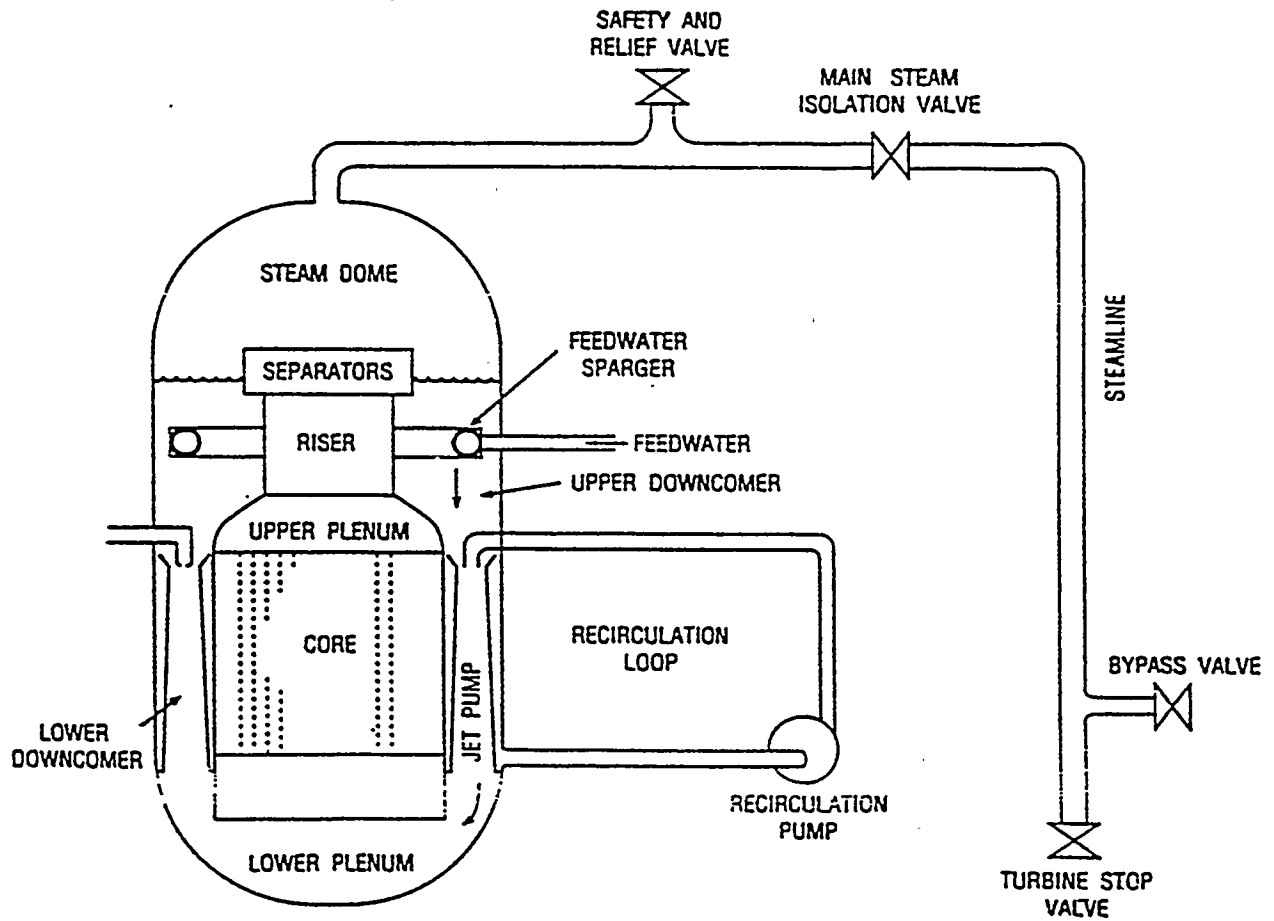 SAFETY AND
RELIEF VALVE
MAIN STEAM
ISOLATION VALVE
STEAM DOME
STEAMLINE
FEEDWATER
SPARGER
SEPARATORS
RISER
FEEDWATER
UPPER DOWNCOMER
UPPER PLENUM
CORE
RECIRCULATION
LOOP
JET PUMP
BYPASS VALVE
LOWER
DOWNCOMER
RECIRCULATION
PUMP
LOWER PLENUM
TURBINE STOP
VALVE